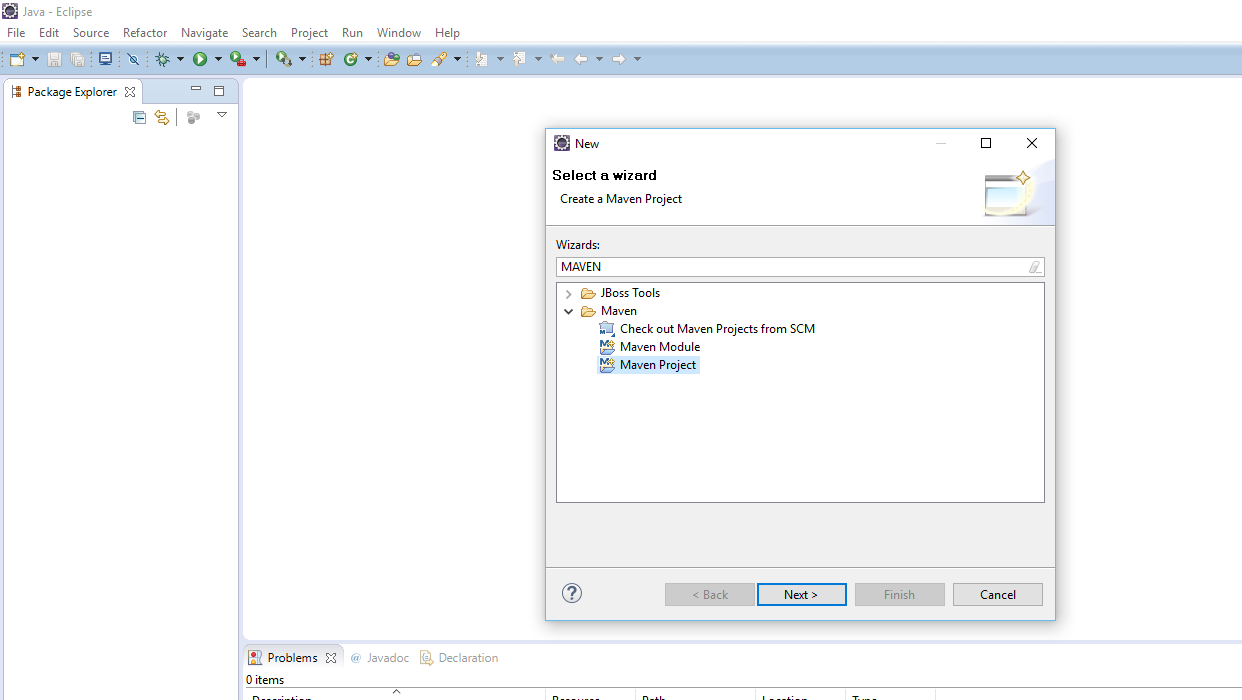 Java - Eclipse
File Edit Source Refactor Navigate Search Project Run Window Help
Package Explorer
New
Select a wizard
Create a Maven Project
Wizards:
MAVEN
JBoss Tools
Maven
Check out Maven Projects from SCM
Maven Module
Maven Project
? < Back Next > Finish Cancel
Problems @ Javadoc Declaration
0 items
Description Resource Path Location Type